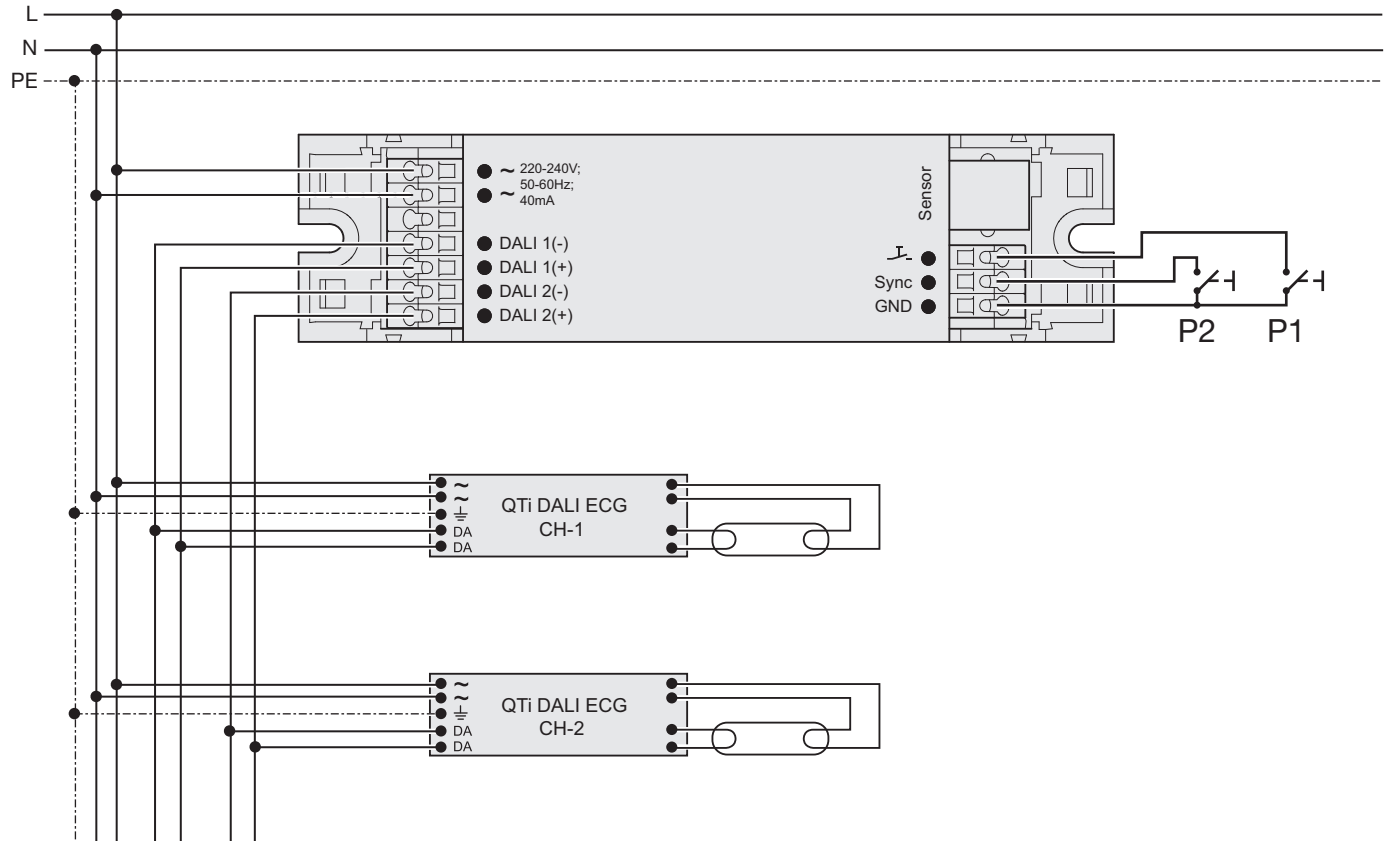 L
N
PE
~ 220-240V;
~ 50-60Hz;
40mA
DALI 1(-)
DALI 1(+)
DALI 2(-)
DALI 2(+)
Sensor
Sync
GND
P2 P1
~
~
DA
DA
QTi DALI ECG
CH-1
~
~
DA
DA
QTi DALI ECG
CH-2